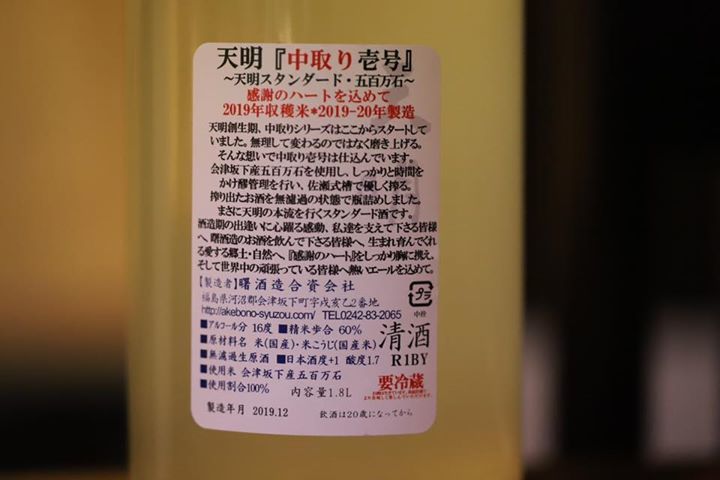 天明『中取り壱号』
～天明スタンダード・五百万石～
感謝のハートを込めて
2019年収穫米*2019-20年製造
天明創生期、中取りシリーズはここからスタートして
いました。無理して変わるのではなく磨き上げる。
そんな想いで中取り壱号は仕込んでいます。
会津坂下産五百万石を使用し、しっかりと時間を
かけ醪管理を行い、佐瀬式槽で優しく搾る。
搾り出たお酒を無濾過の状態で瓶詰めしました。
まさに天明の本流を行くスタンダード酒です。
酒造期の出逢いに心躍る感動、私達を支えて下さる皆様
へ、曙酒造のお酒を飲んで下さる皆様へ、生まれ育んでくれ
る愛する郷土・自然へ、『感謝のハート』をしっかり胸に携え、
そして世界中の頑張っている皆様へ熱いエールを込めて。
【製造者】曙酒造合資会社
福島県河沼郡会津坂下町字戌亥乙2番地
http://akebono-syuzou.com/ TEL0242-83-2065
プラ
中栓
■アルコール分 16度 ■精米歩合 60%
■原材料名 米(国産)・米こうじ(国産米)
■無濾過生原酒 ■日本酒度+1 酸度1.7
■使用米 会津坂下産五百万石
■使用割合100% 内容量1.8L
清酒
R1BY
要冷蔵
製造年月 2019.12
飲酒は20歳になってから